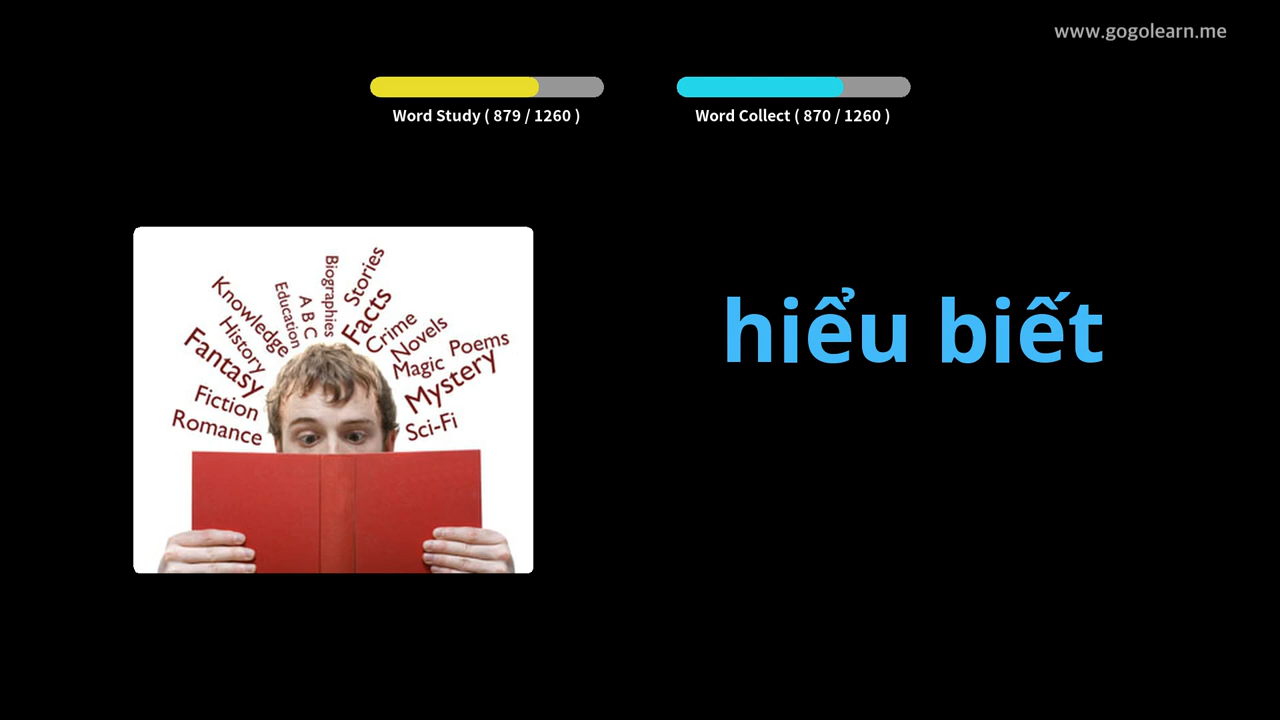 www.gogolearn.me
Word Study ( 879 / 1260 )
Word Collect ( 870 / 1260 )
Biographies
Stories
Education
A B C
Facts
Knowledge
Crime
History
Novels
Fantasy
Magic
Poems
Mystery
Fiction
Romance
Sci-Fi
hiểu biết